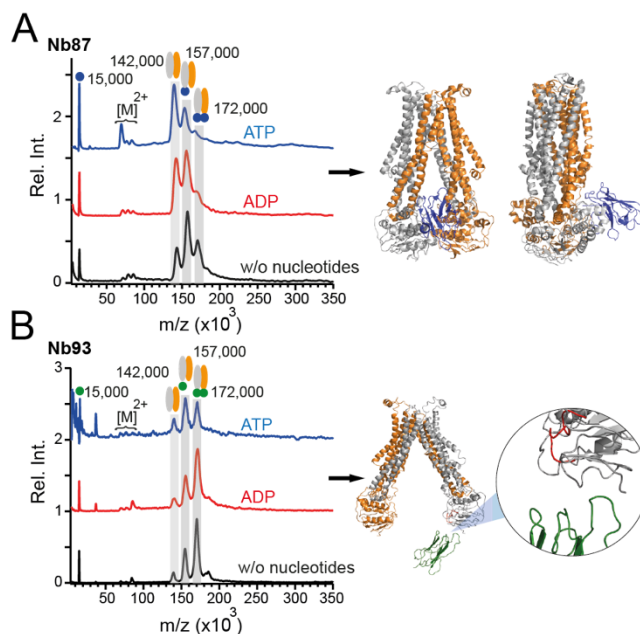 A
Nb87
157,000
142,000
15,000
[M]2+
172,000
ATP
ADP
w/o nucleotides
Rel. Int.
2
1
0
50 100 150 200 250 300 350
m/z (x10³)
B
Nb93
157,000
142,000
15,000
[M]2+
172,000
ATP
ADP
w/o nucleotides
Rel. Int.
3
2
1
0
50 100 150 200 250 300 350
m/z (x10³)